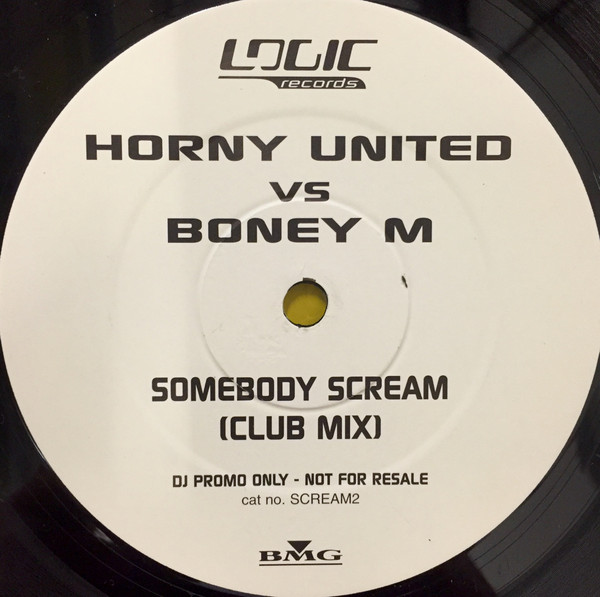 LOGIC
records
HORNY UNITED
VS
BONEY M
SOMEBODY SCREAM
(CLUB MIX)
DJ PROMO ONLY - NOT FOR RESALE
cat no. SCREAM2
BMG